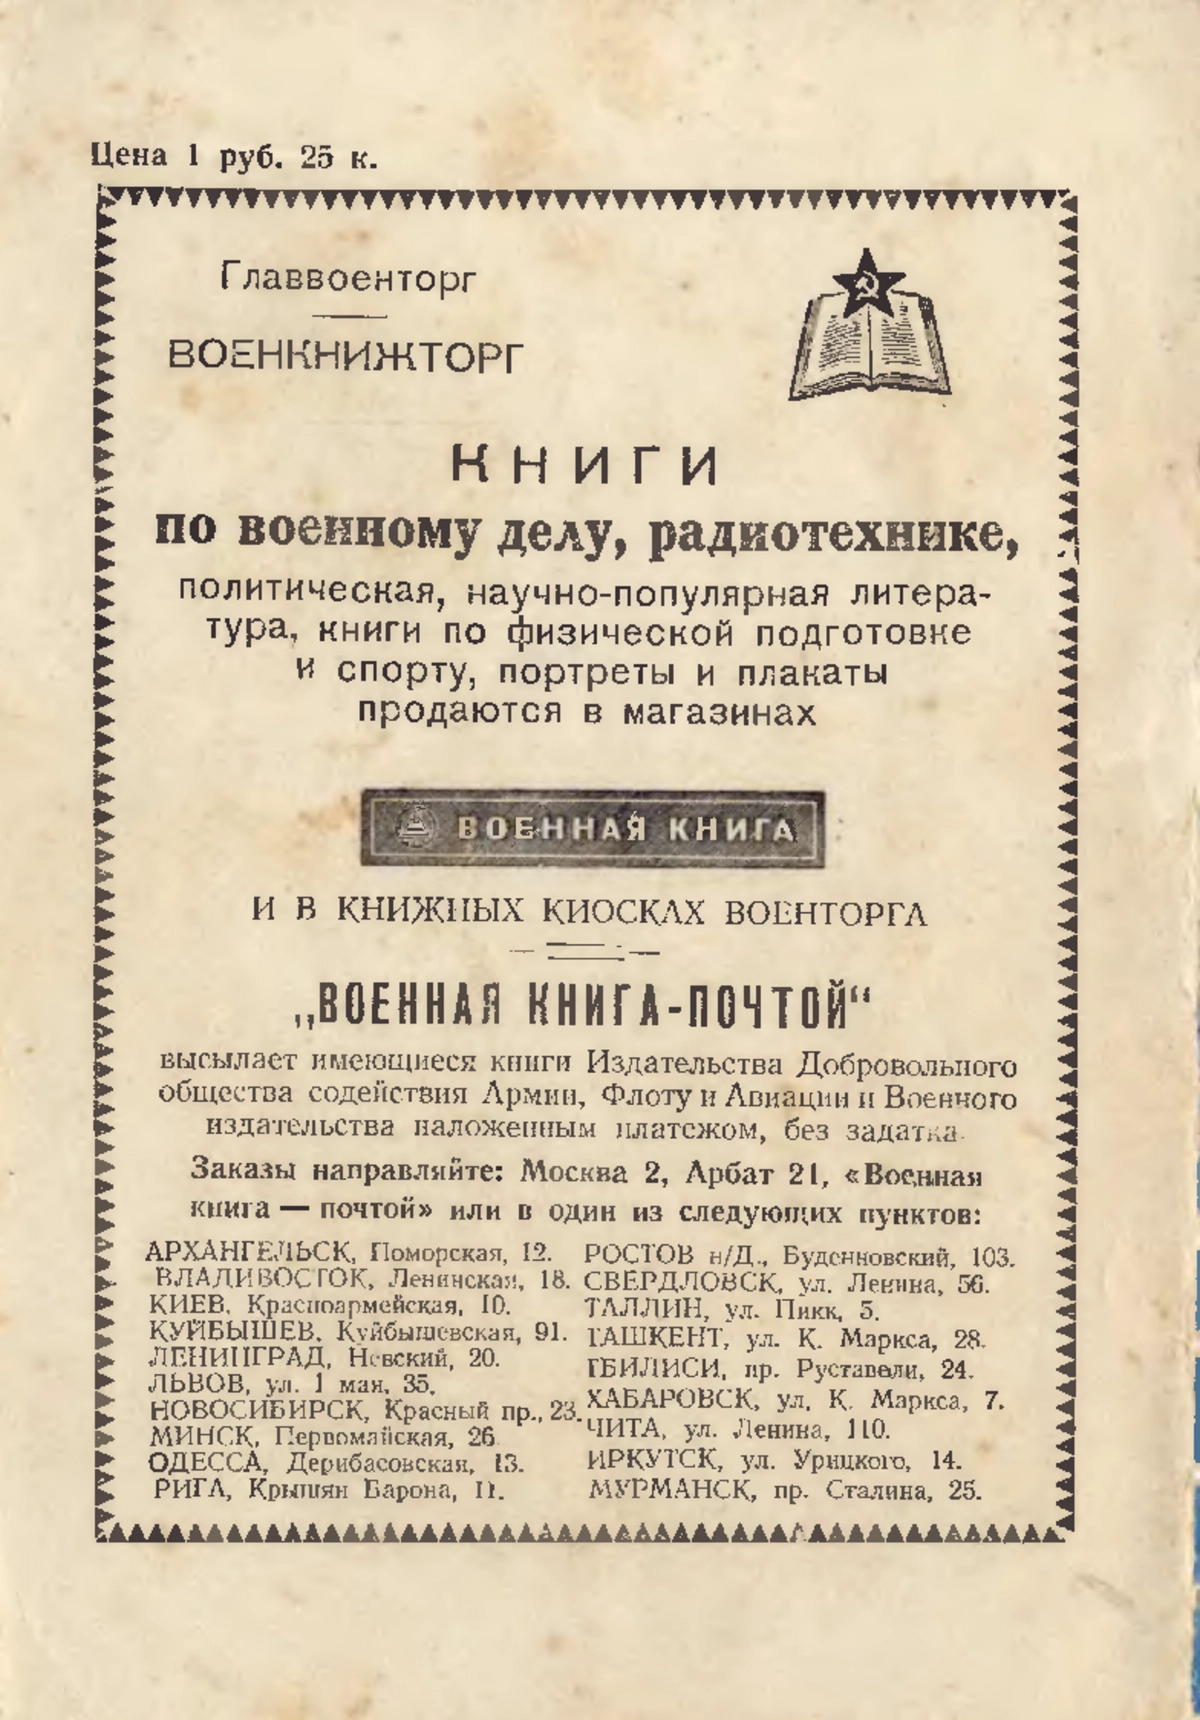 Цена 1 руб. 25 к.
Главвоенторг
ВОЕНКНИЖТОРГ
КНИГИ
по военному делу, радиотехнике,
политическая, научно-популярная литера-
тура, книги по физической подготовке
и спорту, портреты и плакаты
продаются в магазинах
ВОЕННАЯ КНИГА
И В КНИЖНЫХ КИОСКАХ ВОЕНТОРГА
„ВОЕННАЯ КНИГА-ПОЧТОЙ“
высылает имеющиеся книги Издательства Добровольного
общества содействия Армии, Флоту и Авиации и Военного
издательства наложенным платежом, без задатка.
Заказы направляйте: Москва 2, Арбат 21, «Военная
книга — почтой» или в один из следующих пунктов:
АРХАНГЕЛЬСК, Поморская, 12.
ВЛАДИВОСТОК, Ленинская, 18.
КИЕВ, Красноармейская, 10.
КУЙБЫШЕВ, Куйбышевская, 91.
ЛЕНИНГРАД, Невский, 20.
ЛЬВОВ, ул. 1 мая, 35.
НОВОСИБИРСК, Красный пр., 23.
МИНСК, Первомайская, 26.
ОДЕССА, Дерибасовская, 13.
РИГА, Крышян Барона, 11.
РОСТОВ н/Д., Буденновский, 103.
СВЕРДЛОВСК, ул. Ленина, 56.
ТАЛЛИН, ул. Пикк, 5.
ТАШКЕНТ, ул. К. Маркса, 28.
ТБИЛИСИ, пр. Руставели, 24.
ХАБАРОВСК, ул. К. Маркса, 7.
ЧИТА, ул. Ленина, 110.
ИРКУТСК, ул. Урицкого, 14.
МУРМАНСК, пр. Сталина, 25.